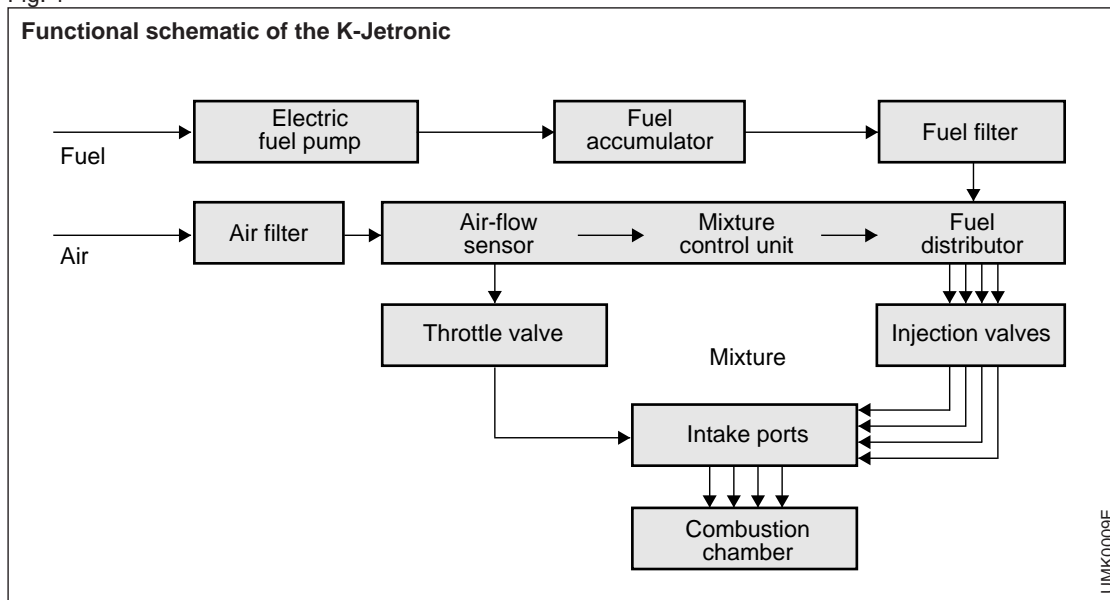 Functional schematic of the K-Jetronic
Electric
fuel pump
Fuel
accumulator
Fuel filter
Fuel
Air filter
Air-flow
sensor
Mixture
control unit
Fuel
distributor
Air
Throttle valve
Injection valves
Mixture
Intake ports
Combustion
chamber
UMK0009E